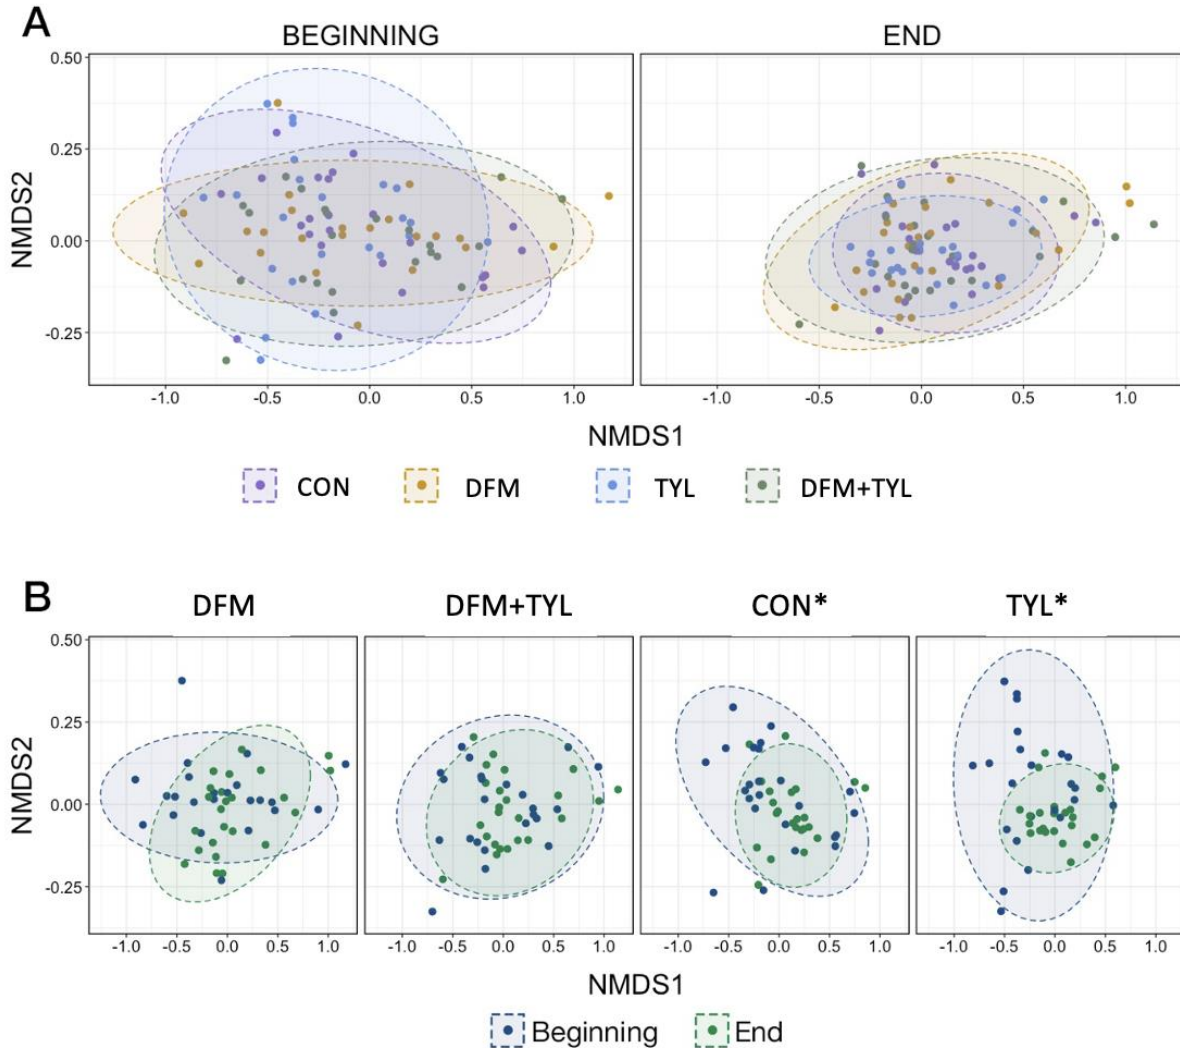 A
BEGINNING END
0.50
0.25
0.00
-0.25
NMDS2
-1.0 -0.5 0.0 0.5 1.0 -1.0 -0.5 0.0 0.5 1.0
NMDS1
CON DFM TYL DFM+TYL
B
DFM DFM+TYL CON* TYL*
0.50
0.25
0.00
-0.25
NMDS2
-1.0 -0.5 0.0 0.5 1.0 -1.0 -0.5 0.0 0.5 1.0 -1.0 -0.5 0.0 0.5 1.0 -1.0 -0.5 0.0 0.5 1.0
NMDS1
Beginning End